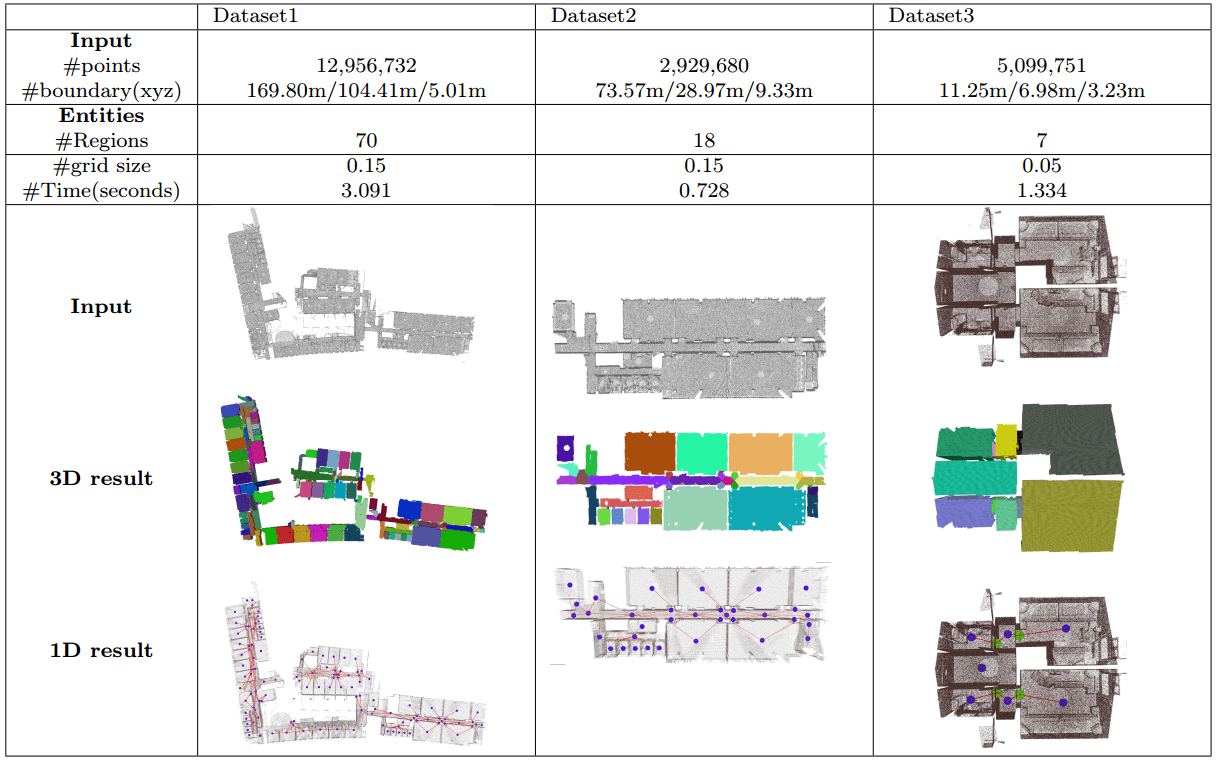 Dataset1 Dataset2 Dataset3
Input
#points 12,956,732 2,929,680 5,099,751
#boundary(xyz) 169.80m/104.41m/5.01m 73.57m/28.97m/9.33m 11.25m/6.98m/3.23m
Entities
#Regions 70 18 7
#grid size 0.15 0.15 0.05
#Time(seconds) 3.091 0.728 1.334
Input
3D result
1D result